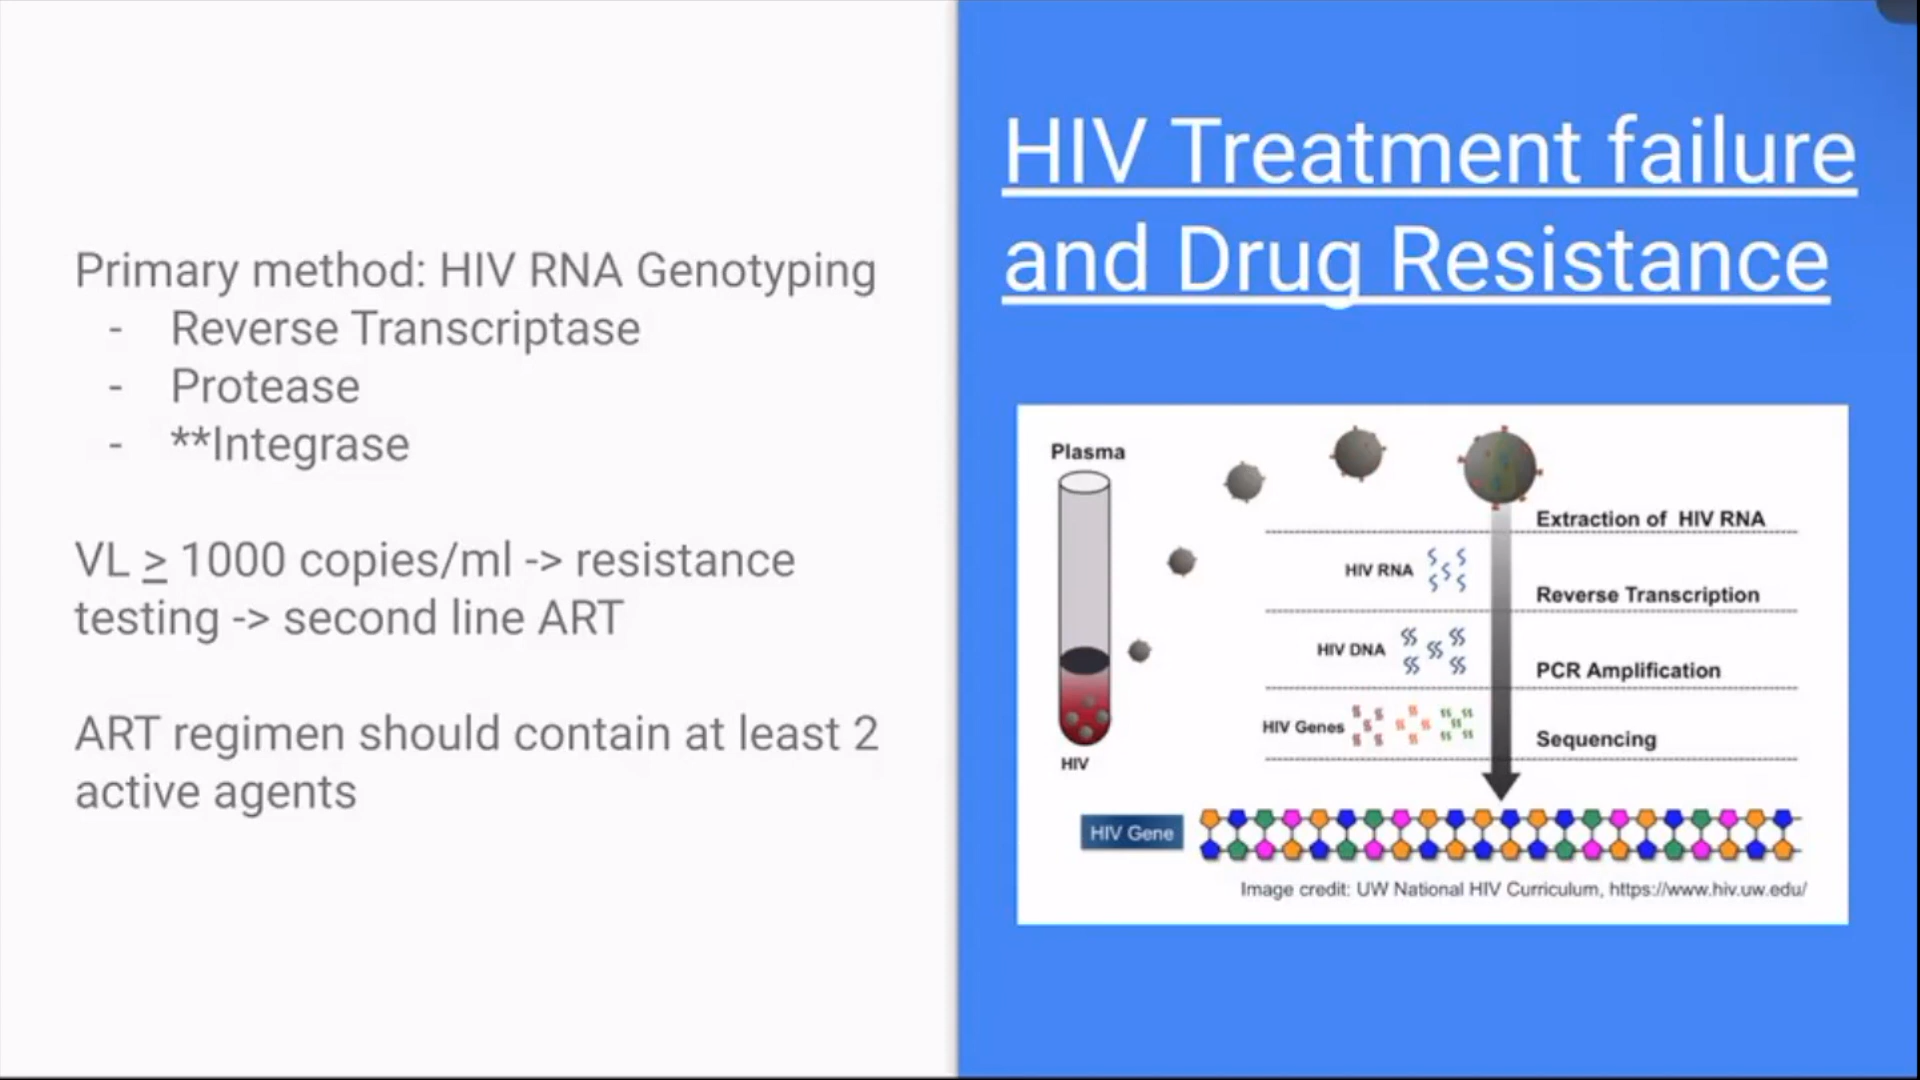 HIV Treatment failure
and Drug Resistance
Primary method: HIV RNA Genotyping
- Reverse Transcriptase
- Protease
- **Integrase
VL ≥ 1000 copies/ml -> resistance
testing -> second line ART
ART regimen should contain at least 2
active agents
Plasma
HIV
Extraction of HIV RNA
HIV RNA
Reverse Transcription
HIV DNA
PCR Amplification
HIV Genes
Sequencing
HIV Gene
Image credit: UW National HIV Curriculum, https://www.hiv.uw.edu/